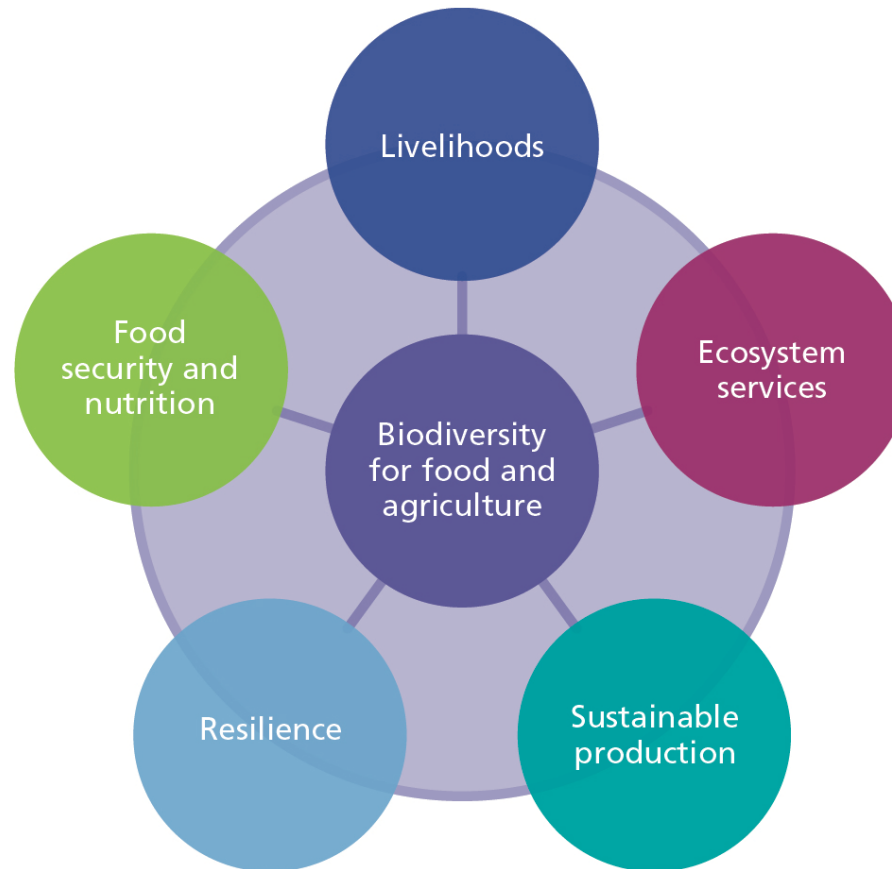 Livelihoods
Food
security and
nutrition
Ecosystem
services
Biodiversity
for food and
agriculture
Resilience
Sustainable
production